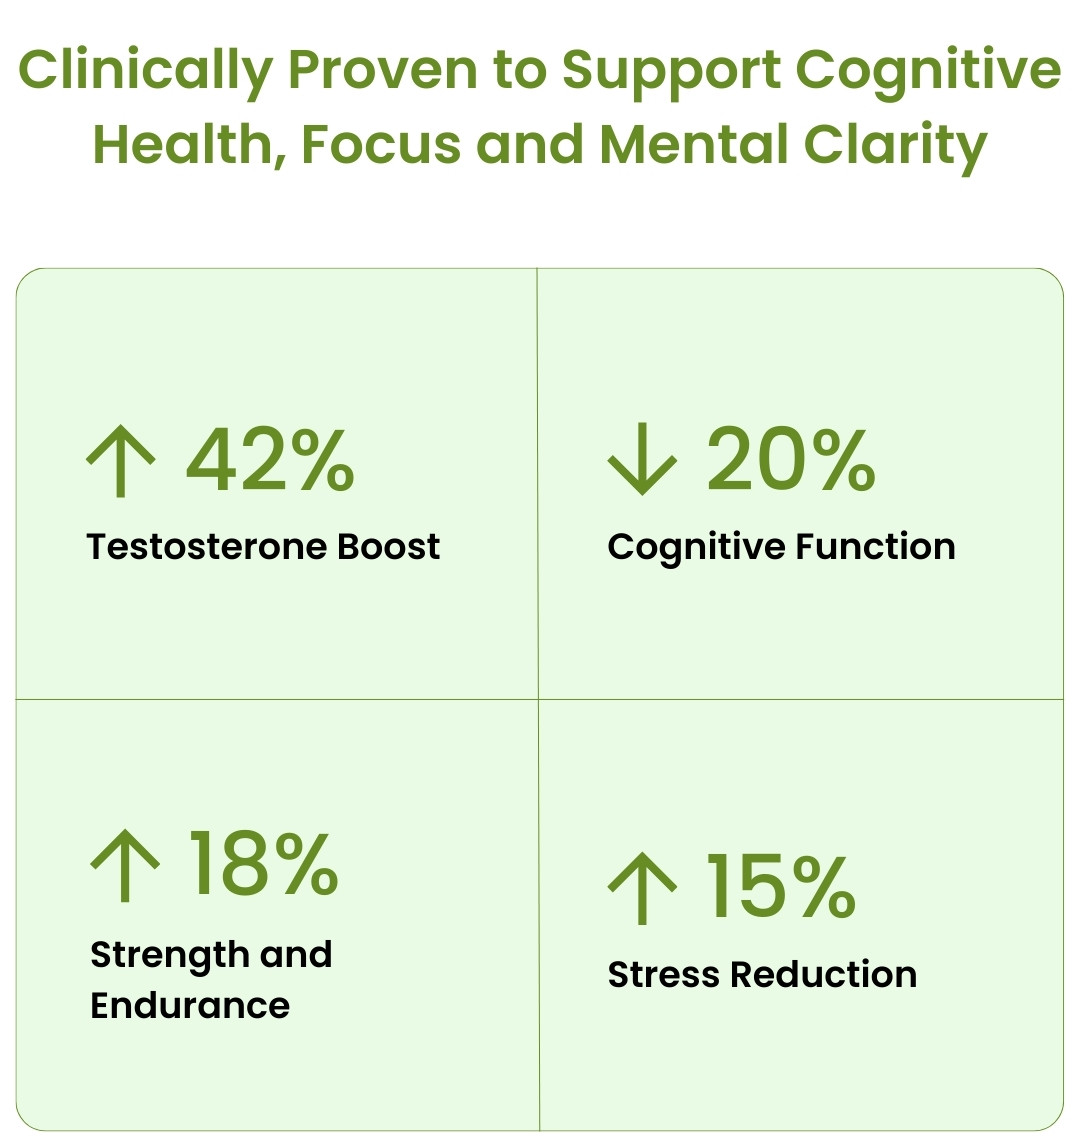 Clinically Proven to Support Cognitive
Health, Focus and Mental Clarity
↑ 42%
Testosterone Boost
↓ 20%
Cognitive Function
↑ 18%
Strength and
Endurance
↑ 15%
Stress Reduction